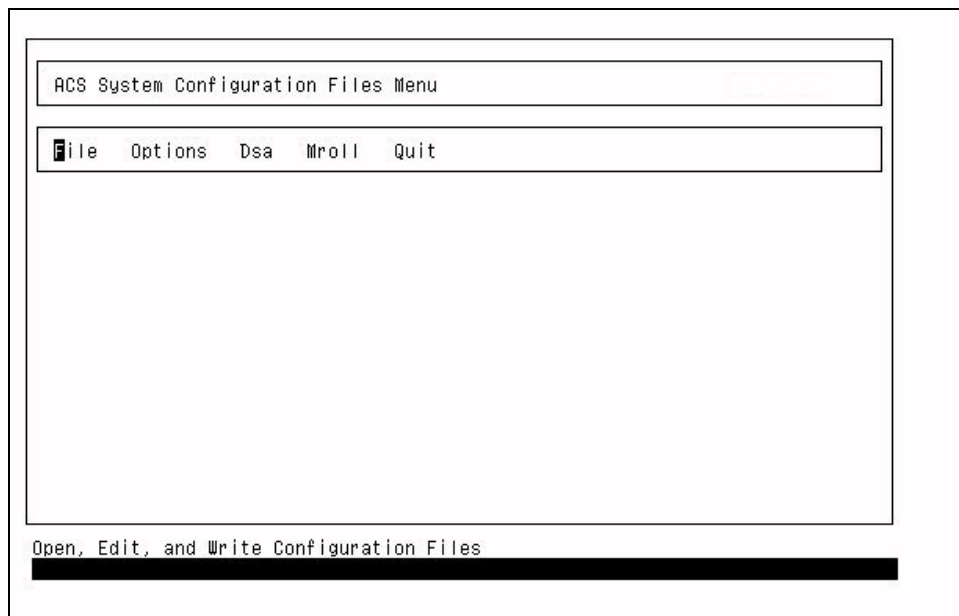 ACS System Configuration Files Menu
File Options Dsa Mroll Quit
Open, Edit, and Write Configuration Files